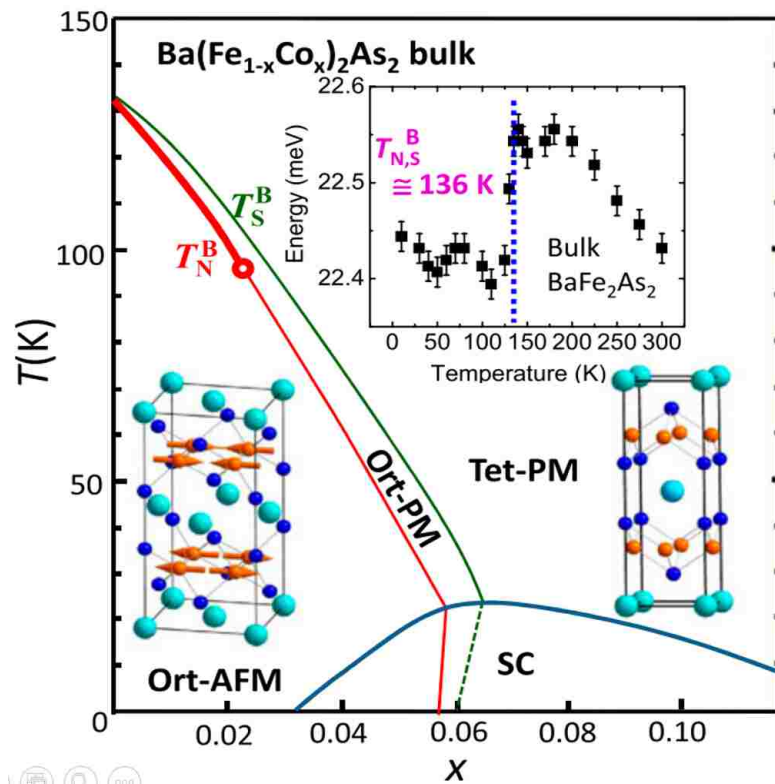 150
Ba(Fe1-xCox)2As2 bulk
22.6
22.5
22.4
Energy (meV)
TN,SB
≅ 136 K
Bulk
BaFe2As2
0 50 100 150 200 250 300
Temperature (K)
TSB
TNB
100
T(K)
Ort-PM
Tet-PM
50
SC
Ort-AFM
0
0.02 0.04 0.06 0.08 0.10
X